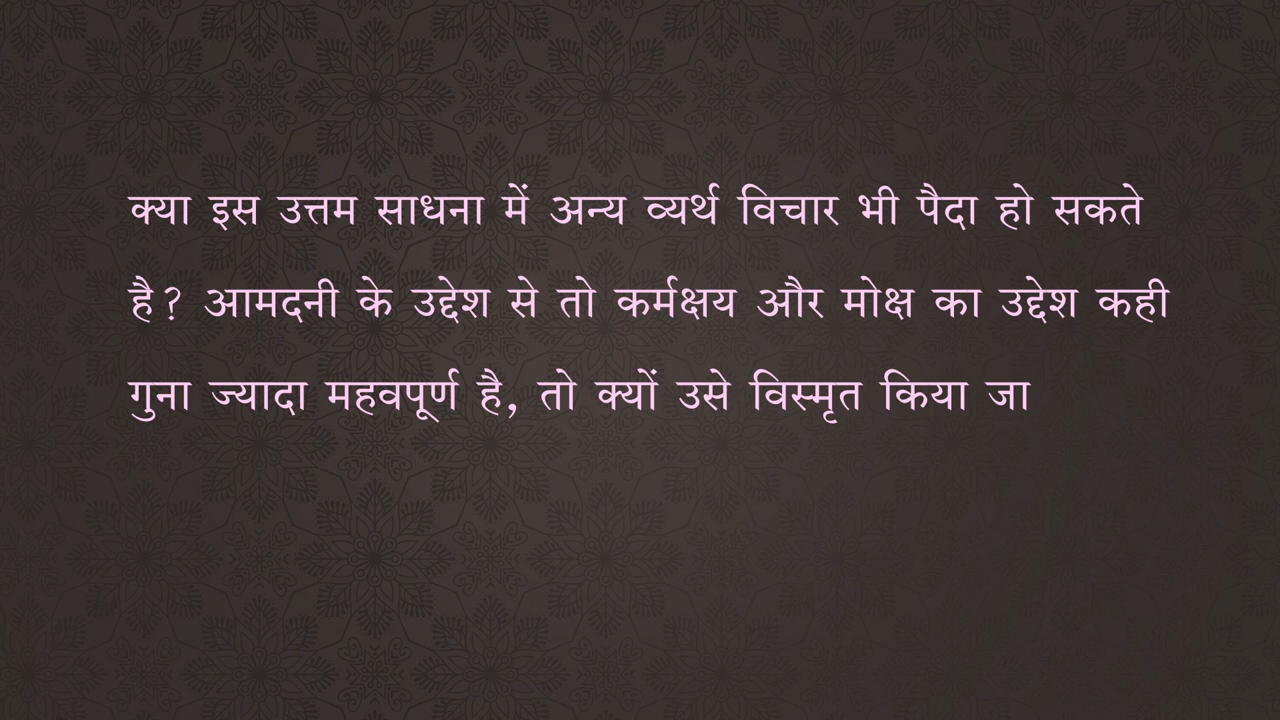 क्या इस उत्तम साधना में अन्य व्यर्थ विचार भी पैदा हो सकते
है? आमदनी के उद्देश से तो कर्मक्षय और मोक्ष का उद्देश कही
गुना ज्यादा महवपूर्ण है, तो क्यों उसे विस्मृत किया जा